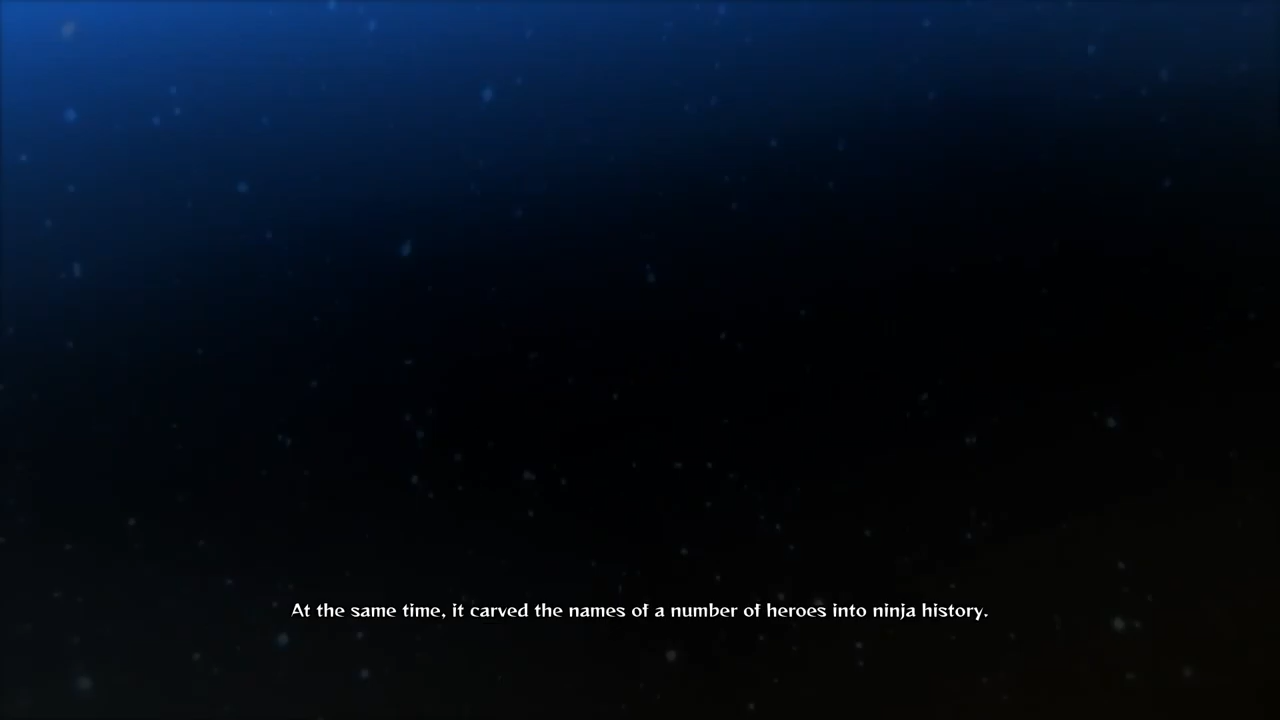 At the same time, it carved the names of a number of heroes into ninja history.